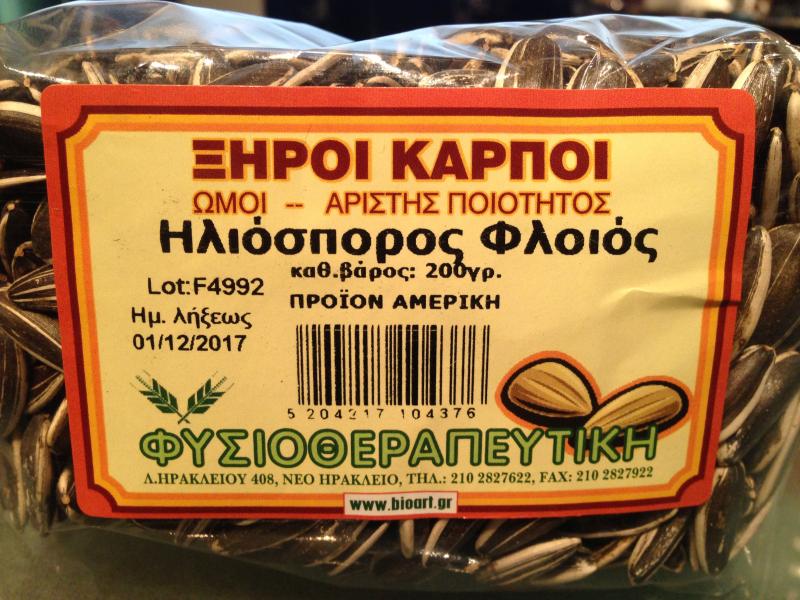 ΞΗΡΟΙ ΚΑΡΠΟΙ
ΩΜΟΙ -- ΑΡΙΣΤΗΣ ΠΟΙΟΤΗΤΟΣ
Ηλιόσπορος Φλοιός
καθ.βάρος: 200γρ.
Lot:F4992
ΠΡΟΪΟΝ ΑΜΕΡΙΚΗ
Ημ. λήξεως
01/12/2017
5 204217 104376
ΦΥΣΙΟΘΕΡΑΠΕΥΤΙΚΗ
Λ.ΗΡΑΚΛΕΙΟΥ 408, ΝΕΟ ΗΡΑΚΛΕΙΟ, ΤΗΛ.: 210 2827622, FAX: 210 2827922
www.bioart.gr